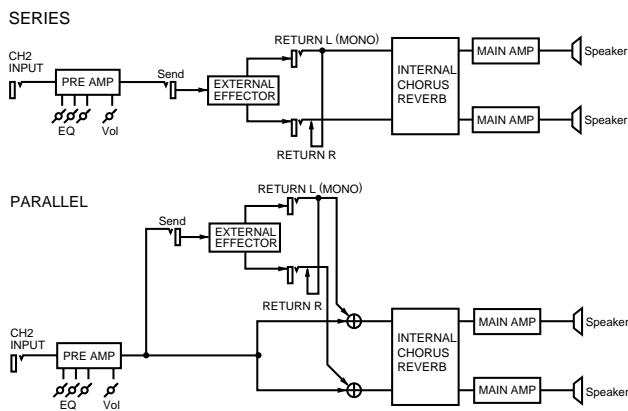 SERIES
RETURN L (MONO)
CH2
INPUT
PRE AMP
Send
EXTERNAL
EFFECTOR
INTERNAL
CHORUS
REVERB
MAIN AMP
Speaker
EQ
Vol
MAIN AMP
Speaker
RETURN R
PARALLEL
RETURN L (MONO)
Send
EXTERNAL
EFFECTOR
RETURN R
CH2
INPUT
PRE AMP
INTERNAL
CHORUS
REVERB
MAIN AMP
Speaker
EQ
Vol
MAIN AMP
Speaker